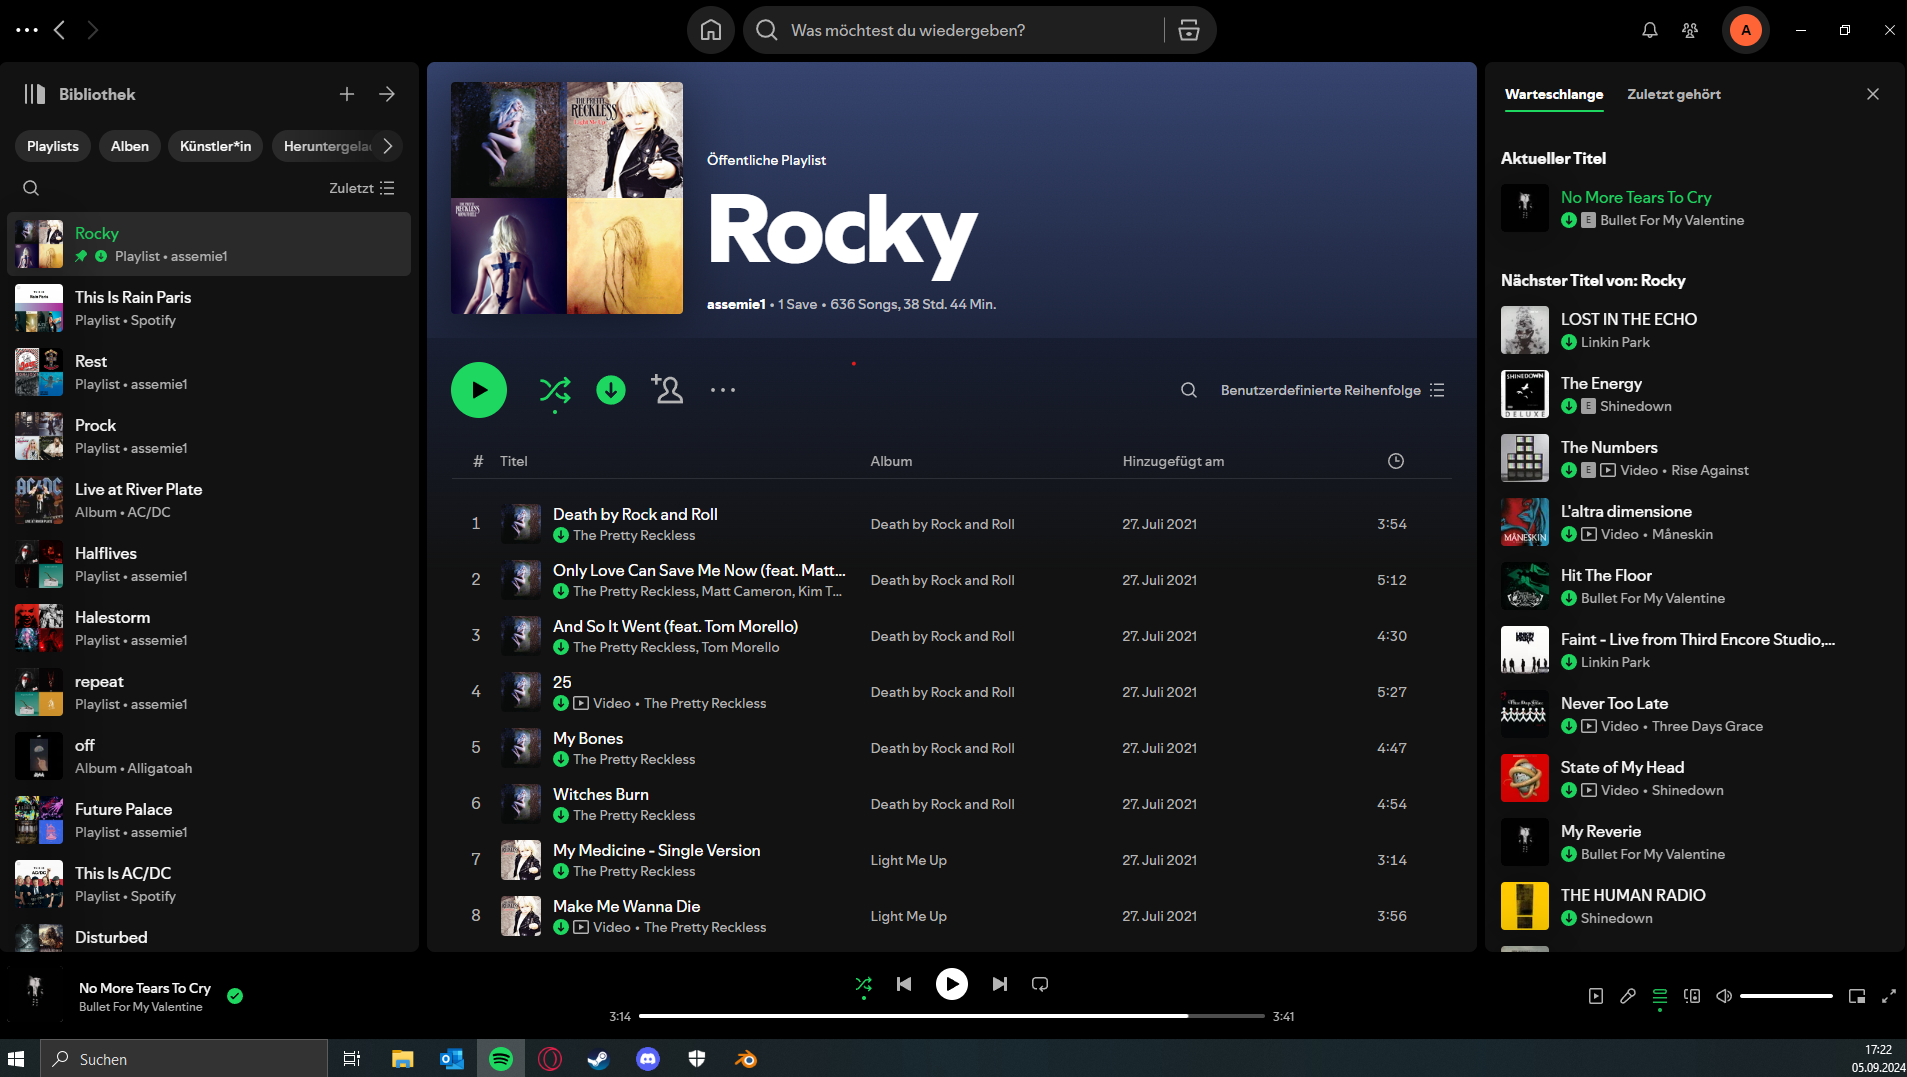 Was möchtest du wiedergeben?
A
Bibliothek
Playlists
Alben
Künstler*in
Heruntergela
Zuletzt
Rocky
Playlist • assemie1
This Is Rain Paris
Playlist • Spotify
Rest
Playlist • assemie1
Prock
Playlist • assemie1
Live at River Plate
Album • AC/DC
Halflives
Playlist • assemie1
Halestorm
Playlist • assemie1
repeat
Playlist • assemie1
off
Album • Alligatoah
Future Palace
Playlist • assemie1
This Is AC/DC
Playlist • Spotify
Disturbed
Öffentliche Playlist
Rocky
assemie1 • 1 Save • 636 Songs, 38 Std. 44 Min.
Benutzerdefinierte Reihenfolge
# Titel Album Hinzugefügt am
1 Death by Rock and Roll Death by Rock and Roll 27. Juli 2021 3:54
The Pretty Reckless
2 Only Love Can Save Me Now (feat. Matt... Death by Rock and Roll 27. Juli 2021 5:12
The Pretty Reckless, Matt Cameron, Kim T...
3 And So It Went (feat. Tom Morello) Death by Rock and Roll 27. Juli 2021 4:30
The Pretty Reckless, Tom Morello
4 25 Death by Rock and Roll 27. Juli 2021 5:27
Video • The Pretty Reckless
5 My Bones Death by Rock and Roll 27. Juli 2021 4:47
The Pretty Reckless
6 Witches Burn Death by Rock and Roll 27. Juli 2021 4:54
The Pretty Reckless
7 My Medicine - Single Version Light Me Up 27. Juli 2021 3:14
The Pretty Reckless
8 Make Me Wanna Die Light Me Up 27. Juli 2021 3:56
Video • The Pretty Reckless
Warteschlange
Zuletzt gehört
Aktueller Titel
No More Tears To Cry
E Bullet For My Valentine
Nächster Titel von: Rocky
LOST IN THE ECHO
Linkin Park
The Energy
E Shinedown
The Numbers
E Video • Rise Against
L'altra dimensione
Video • Måneskin
Hit The Floor
Bullet For My Valentine
Faint - Live from Third Encore Studio,...
Linkin Park
Never Too Late
Video • Three Days Grace
State of My Head
Video • Shinedown
My Reverie
Bullet For My Valentine
THE HUMAN RADIO
Shinedown
No More Tears To Cry
Bullet For My Valentine
3:14
3:41
Suchen
17:22
05.09.2024